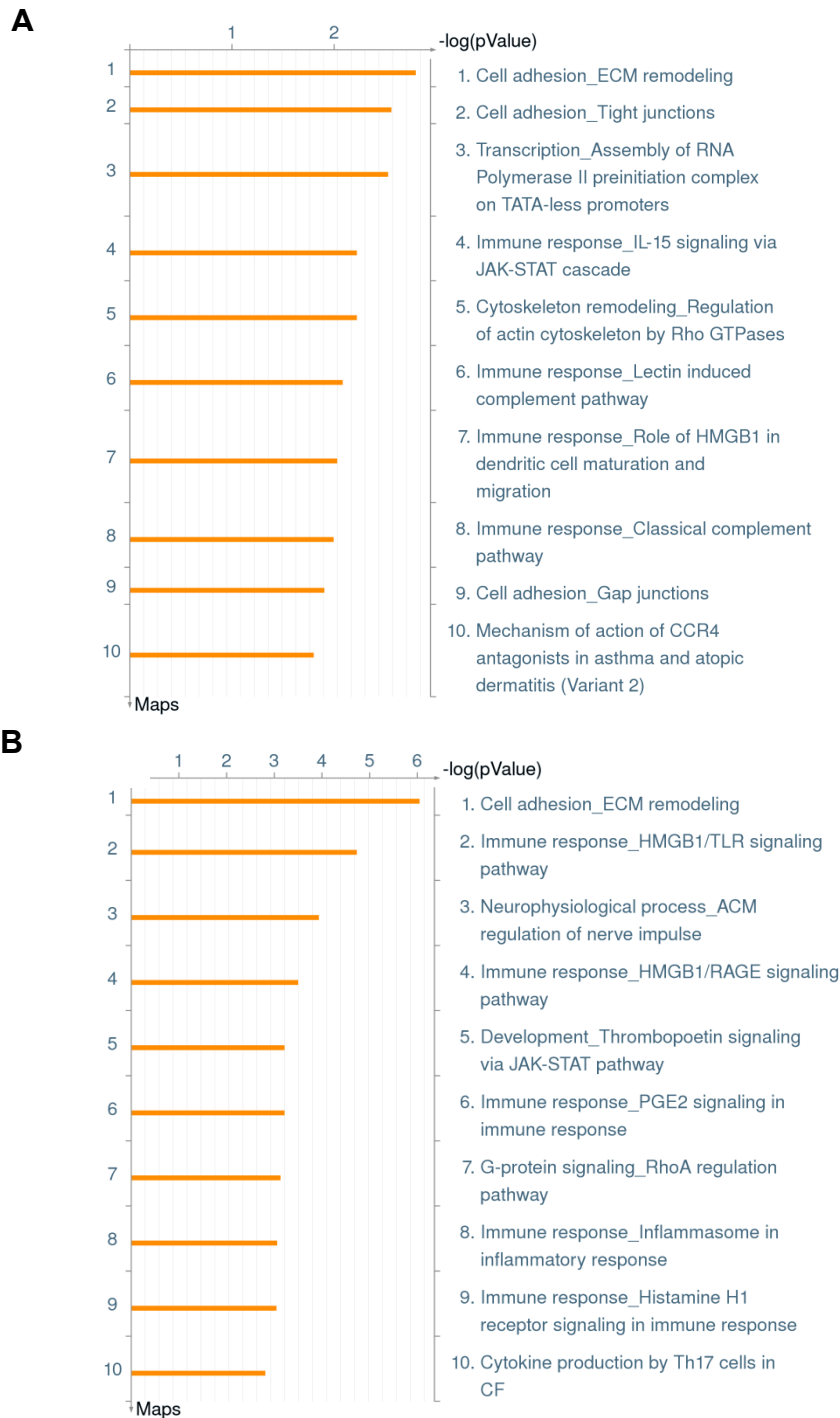 A
1 2
-log(pValue)
1
2
3
4
5
6
7
8
9
10
Maps
1. Cell adhesion_ECM remodeling
2. Cell adhesion_Tight junctions
3. Transcription_Assembly of RNA
Polymerase II preinitiation complex
on TATA-less promoters
4. Immune response_IL-15 signaling via
JAK-STAT cascade
5. Cytoskeleton remodeling_Regulation
of actin cytoskeleton by Rho GTPases
6. Immune response_Lectin induced
complement pathway
7. Immune response_Role of HMGB1 in
dendritic cell maturation and
migration
8. Immune response_Classical complement
pathway
9. Cell adhesion_Gap junctions
10. Mechanism of action of CCR4
antagonists in asthma and atopic
dermatitis (Variant 2)
B
1 2 3 4 5 6
-log(pValue)
1
2
3
4
5
6
7
8
9
10
Maps
1. Cell adhesion_ECM remodeling
2. Immune response_HMGB1/TLR signaling
pathway
3. Neurophysiological process_ACM
regulation of nerve impulse
4. Immune response_HMGB1/RAGE signaling
pathway
5. Development_Thrombopoetin signaling
via JAK-STAT pathway
6. Immune response_PGE2 signaling in
immune response
7. G-protein signaling_RhoA regulation
pathway
8. Immune response_Inflammasome in
inflammatory response
9. Immune response_Histamine H1
receptor signaling in immune response
10. Cytokine production by Th17 cells in
CF